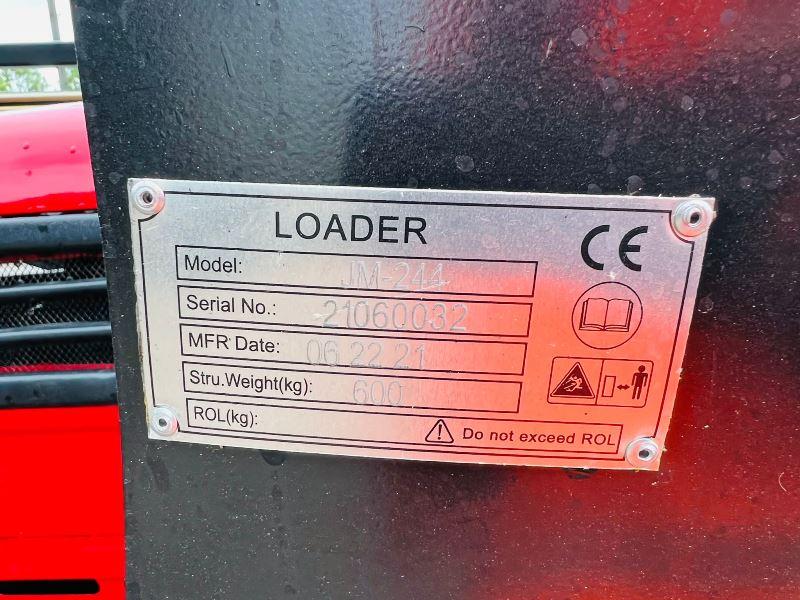 LOADER
CE
Model: JM-244
Serial No.: 21060032
MFR Date: 06 22 21
Stru.Weight(kg): 600
ROL(kg):
Do not exceed ROL